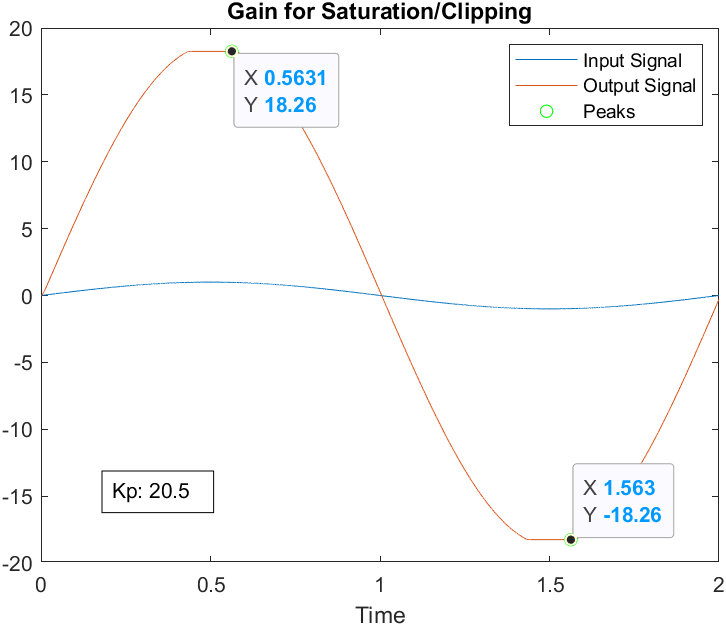 Gain for Saturation/Clipping
20
15
10
5
0
-5
-10
-15
-20
X 0.5631
Y 18.26
Input Signal
Output Signal
Peaks
Kp: 20.5
X 1.563
Y -18.26
0
0.5
1
1.5
2
Time